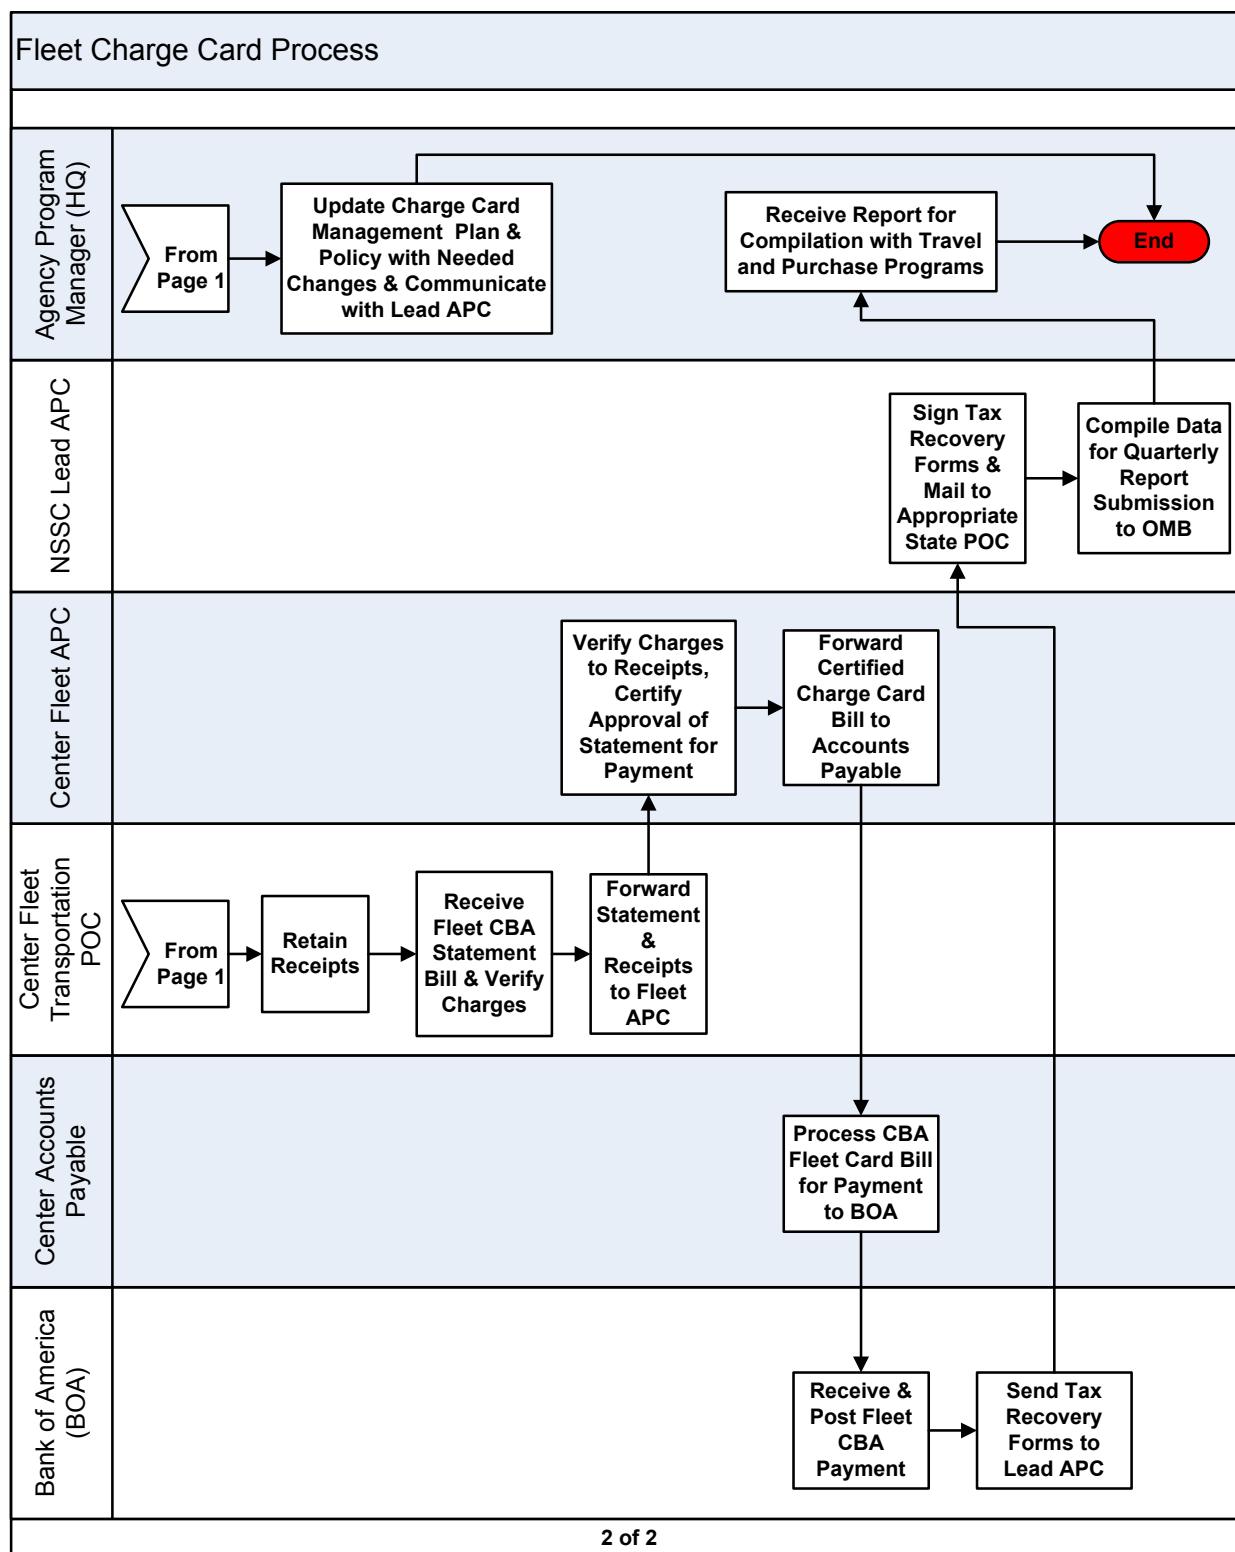 Fleet Charge Card Process
Agency Program
Manager (HQ)
From
Page 1
Update Charge Card
Management Plan &
Policy with Needed
Changes & Communicate
with Lead APC
Receive Report for
Compilation with Travel
and Purchase Programs
End
NSSC Lead APC
Sign Tax
Recovery
Forms &
Mail to
Appropriate
State POC
Compile Data
for Quarterly
Report
Submission
to OMB
Center Fleet APC
Verify Charges
to Receipts,
Certify
Approval of
Statement for
Payment
Forward
Certified
Charge Card
Bill to
Accounts
Payable
Center Fleet
Transportation
POC
From
Page 1
Retain
Receipts
Receive
Fleet CBA
Statement
Bill & Verify
Charges
Forward
Statement
&
Receipts
to Fleet
APC
Center Accounts
Payable
Process CBA
Fleet Card Bill
for Payment
to BOA
Bank of America
(BOA)
Receive &
Post Fleet
CBA
Payment
Send Tax
Recovery
Forms to
Lead APC
2 of 2